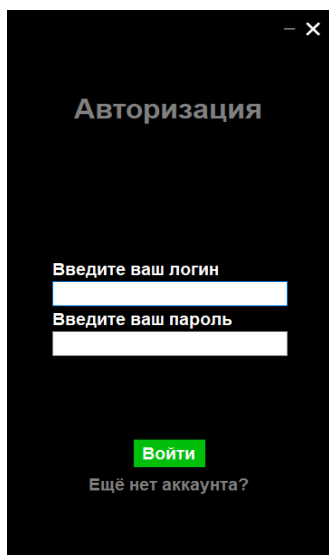 Авторизация
Введите ваш логин
Введите ваш пароль
Войти
Ещё нет аккаунта?